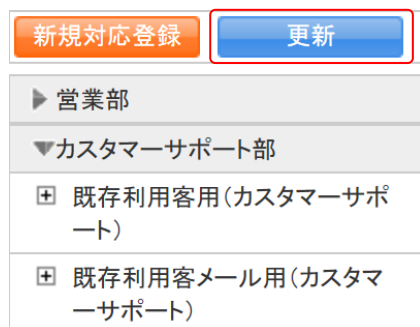 新規対応登録 更新
営業部
カスタマーサポート部
既存利用客用(カスタマーサポ
ート)
既存利用客メール用(カスタマ
ーサポート)